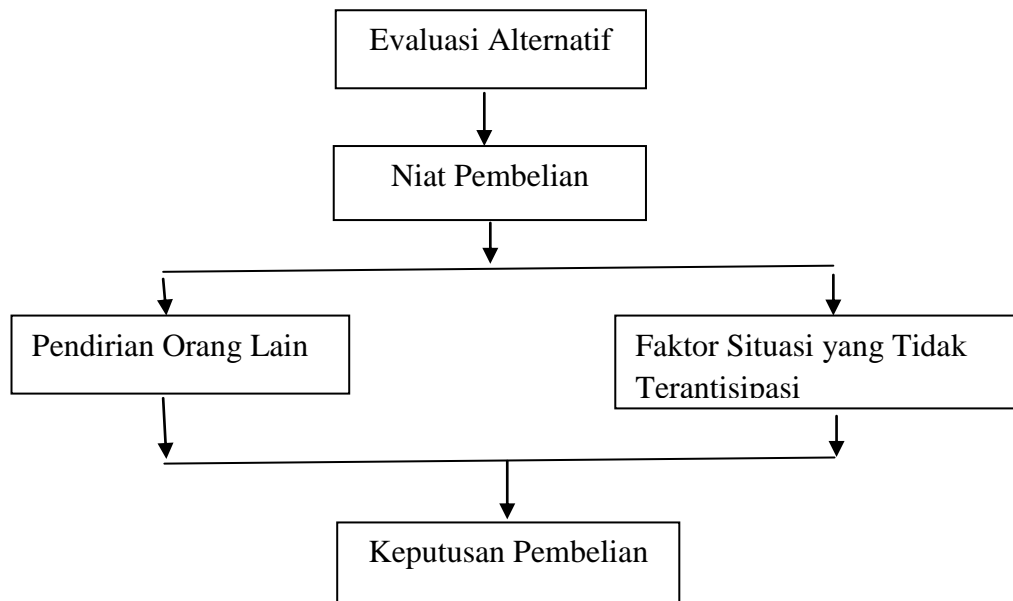 Evaluasi Alternatif
Niat Pembelian
Pendirian Orang Lain
Faktor Situasi yang Tidak
Terantisipasi
Keputusan Pembelian